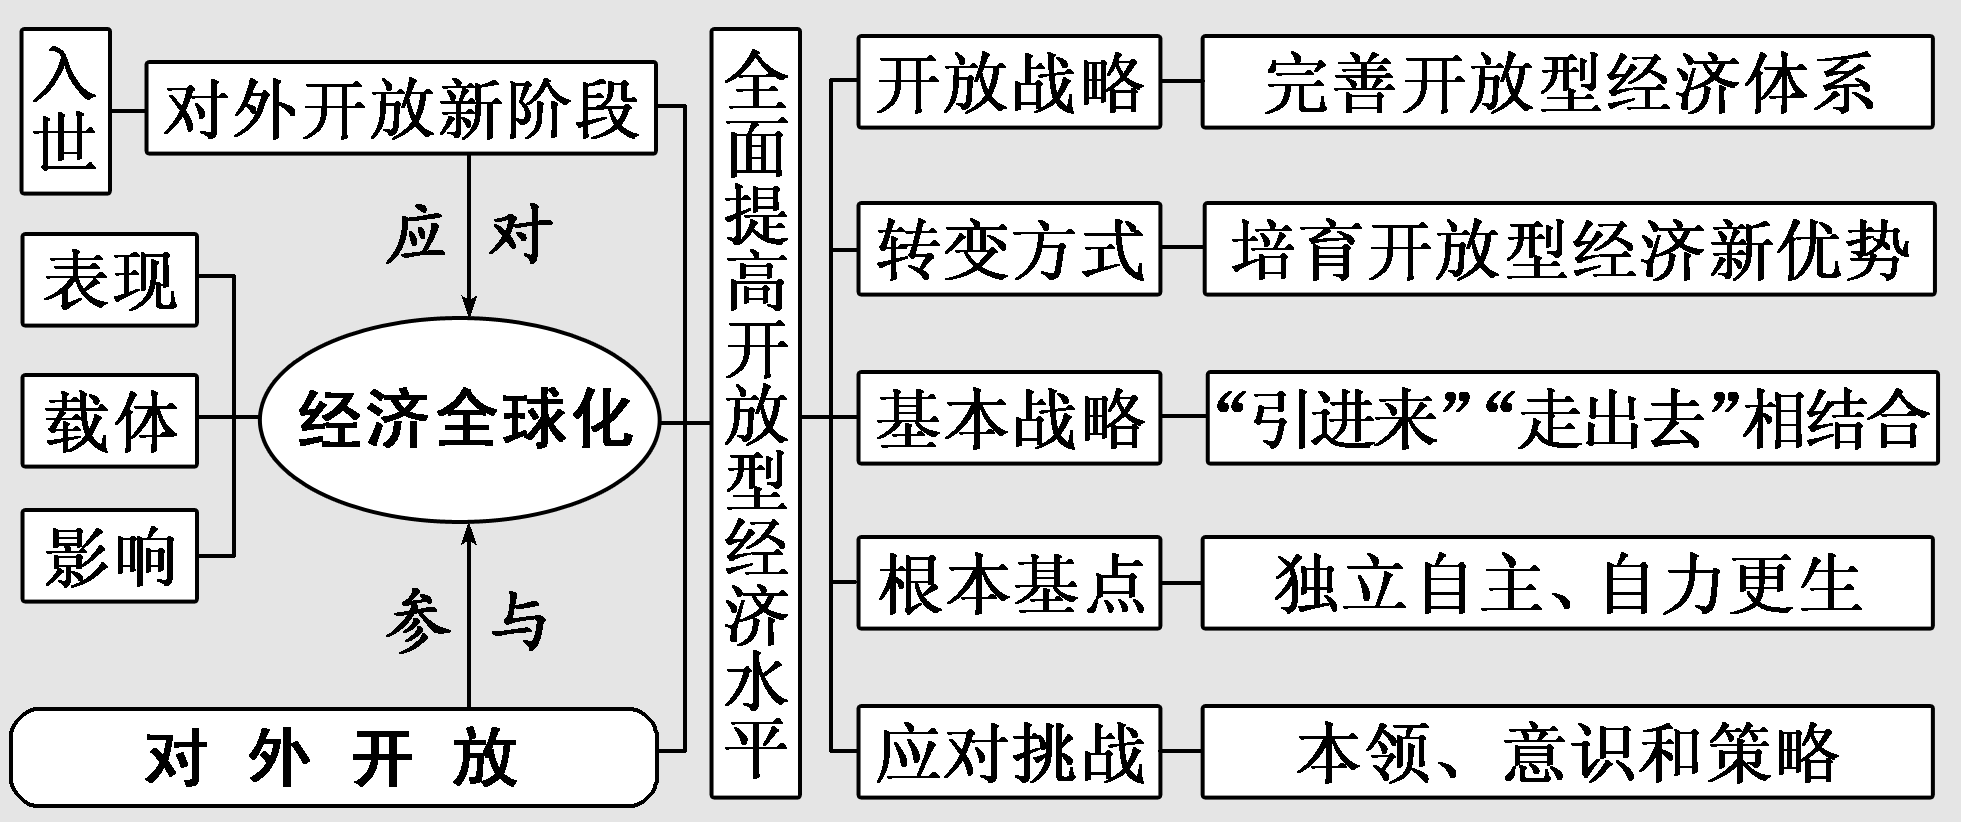 入世
对外开放新阶段
应对
表现
载体
影响
经济全球化
参与
对外开放
全面提高开放型经济水平
开放战略
完善开放型经济体系
转变方式
培育开放型经济新优势
基本战略
“引进来”“走出去”相结合
根本基点
独立自主、自力更生
应对挑战
本领、意识和策略